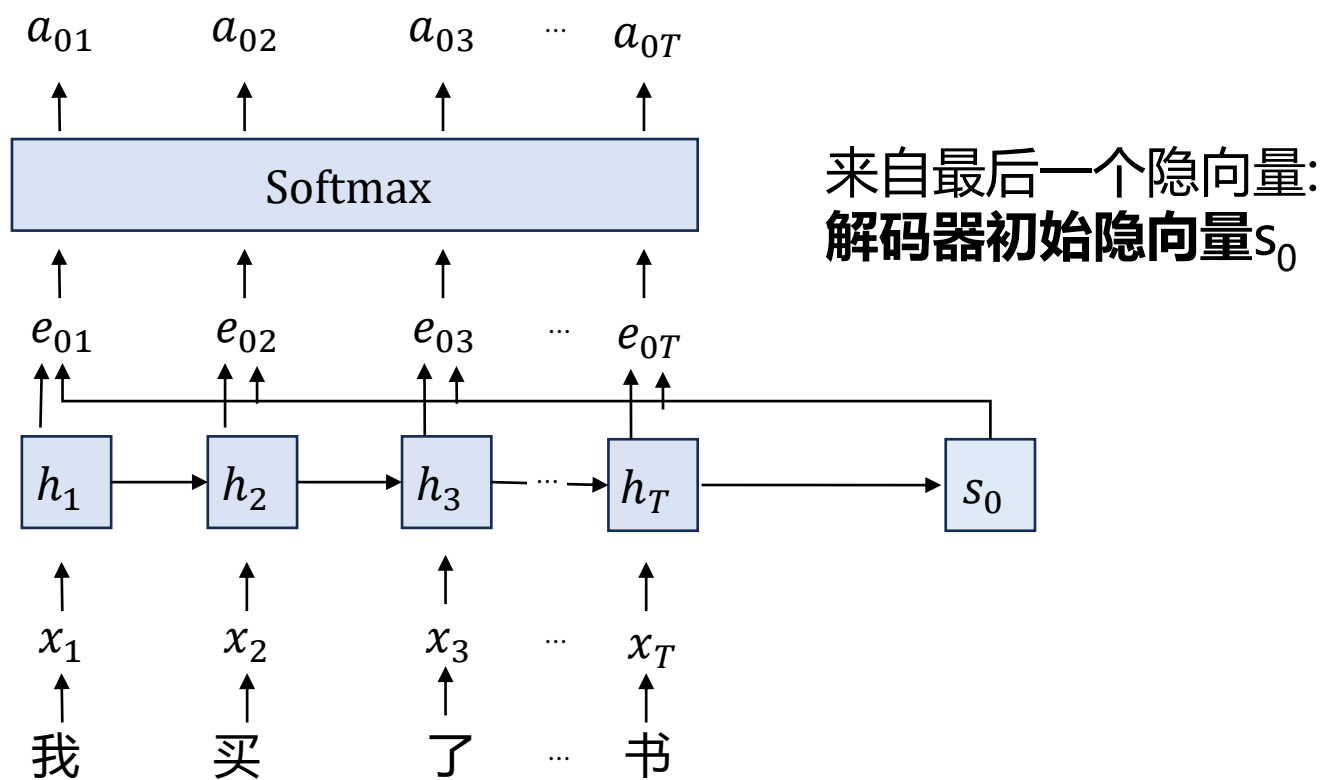 a₀₁ a₀₂ a₀₃ ... a₀T
Softmax
来自最后一个隐向量:
解码器初始隐向量s₀
e₀₁ e₀₂ e₀₃ ... e₀T
h₁ h₂ h₃ ... hT s₀
x₁ x₂ x₃ ... xT
我 买 了 ... 书